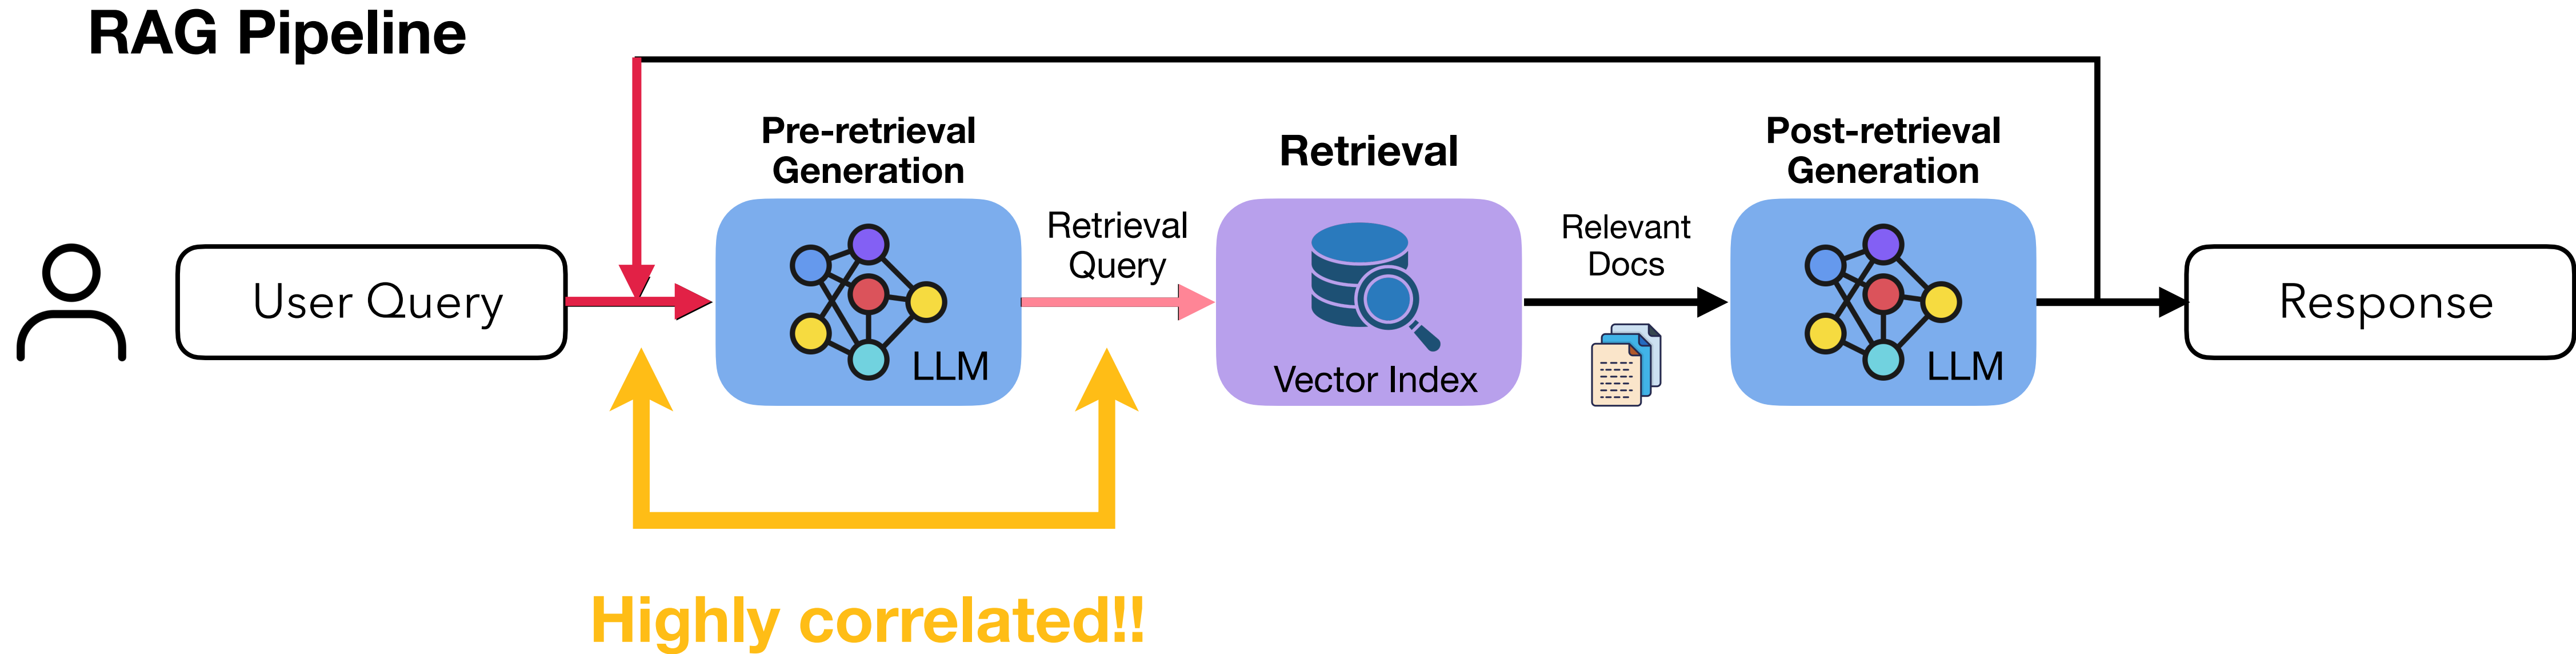 RAG Pipeline
Pre-retrieval
Generation
Retrieval
Post-retrieval
Generation
User Query
LLM
Retrieval
Query
Vector Index
Relevant
Docs
LLM
Response
Highly correlated!!